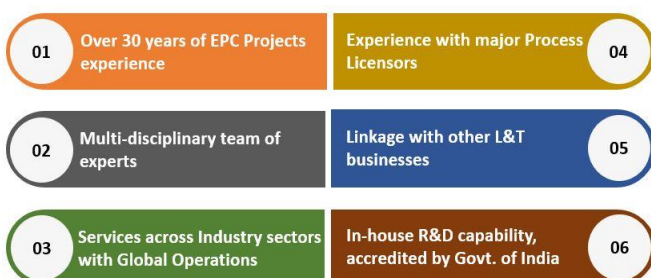 01
Over 30 years of EPC Projects
experience
Experience with major Process
Licensors
04
02
Multi-disciplinary team of
experts
Linkage with other L&T
businesses
05
03
Services across Industry sectors
with Global Operations
In-house R&D capability,
accredited by Govt. of India
06